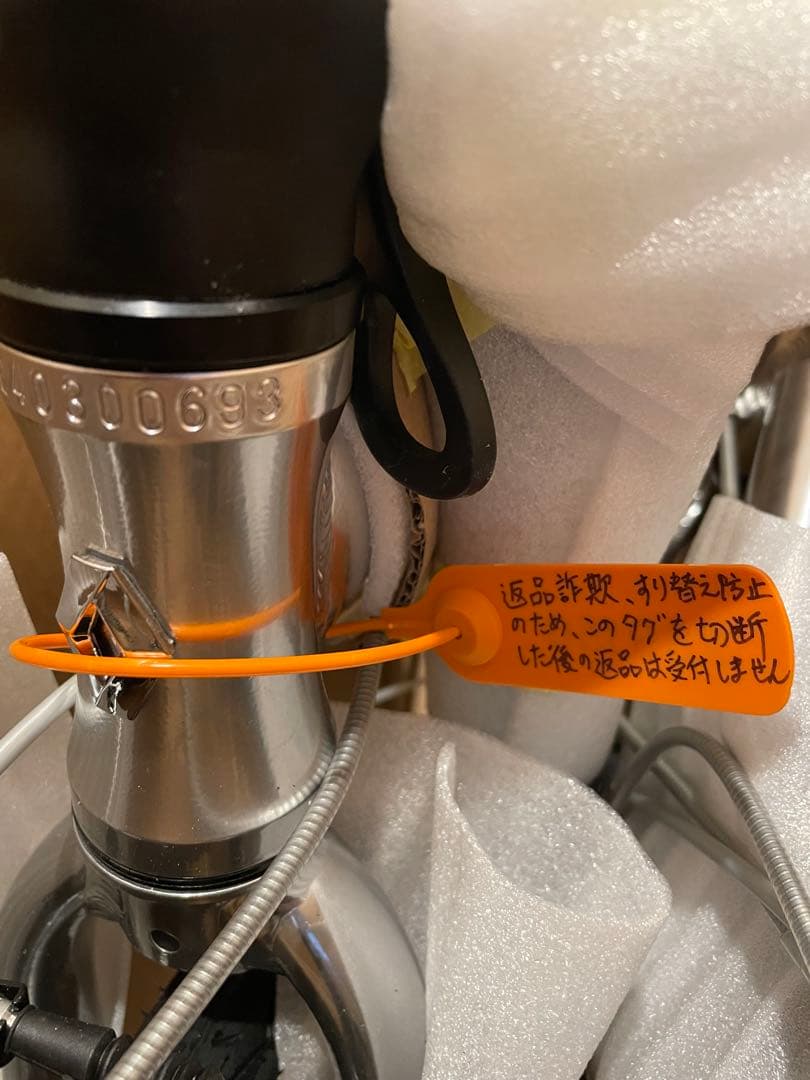 40300693
返品詐欺、すり替え防止
のため、このタグを切断
した後の返品は受付しません